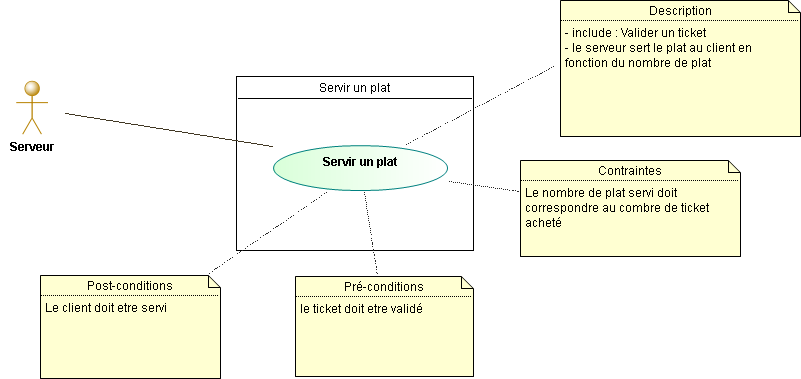 Description
- include : Valider un ticket
- le serveur sert le plat au client en
fonction du nombre de plat
Servir un plat
Serveur
Servir un plat
Contraintes
Le nombre de plat servi doit
correspondre au combre de ticket
acheté
Post-conditions
Le client doit etre servi
Pré-conditions
le ticket doit etre validé